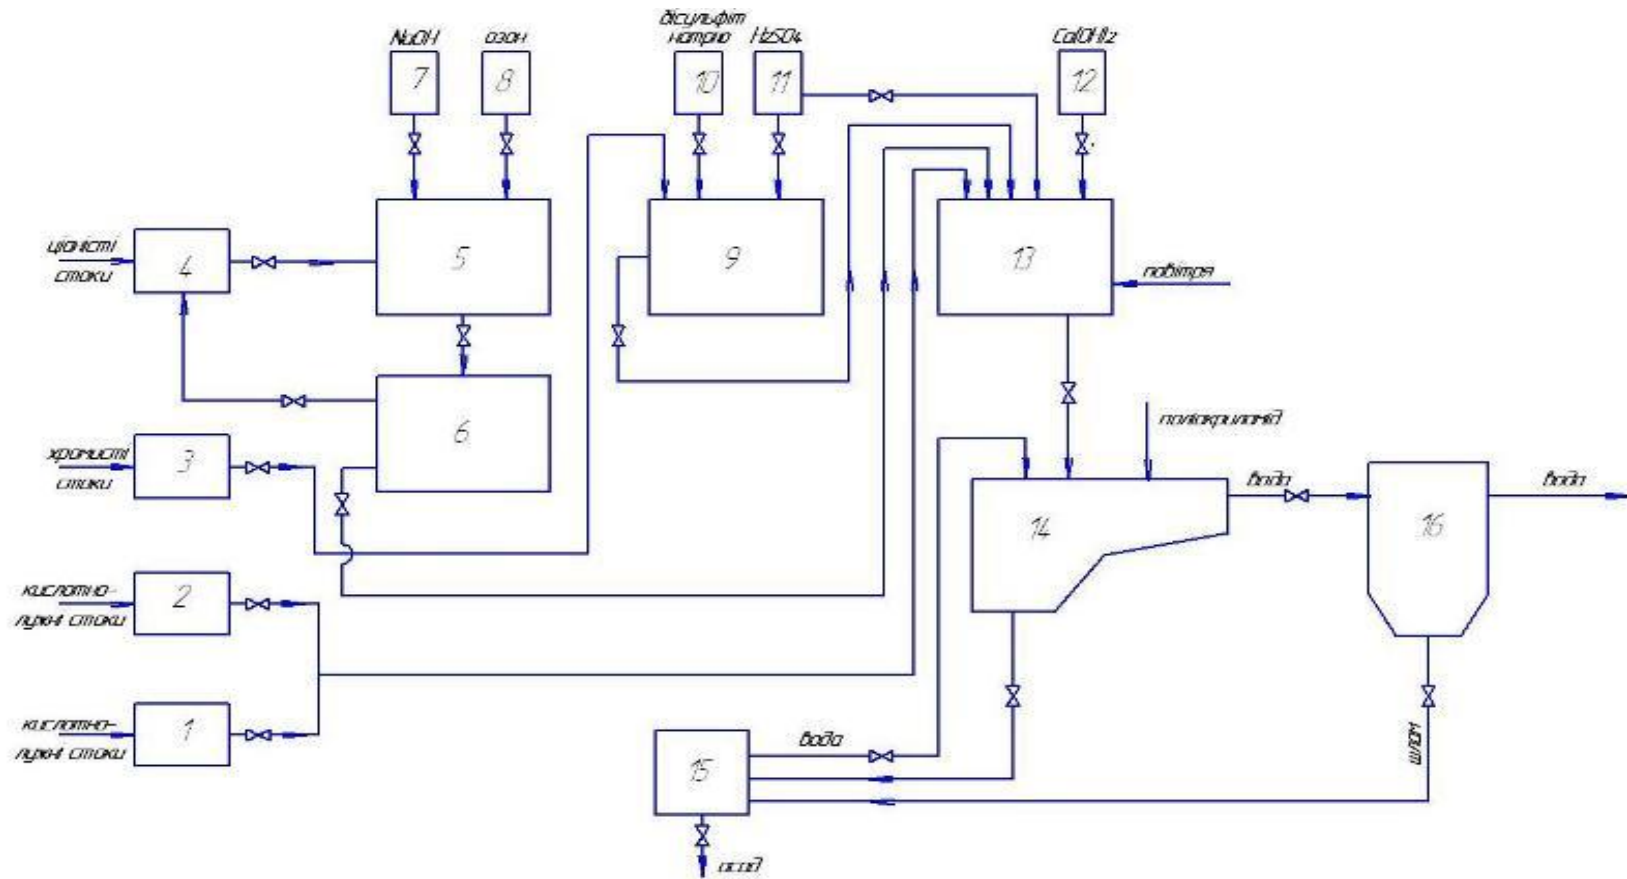 NaOH
озон
бісульфіт
натрію
H2SO4
Ca(OH)2
7
8
10
11
12
ціаністі
стоки
4
5
9
13
повітря
6
хромисті
стоки
3
поліакриламід
вода
вода
14
16
кислотно-
лужні стоки
2
кислотно-
лужні стоки
1
вода
15
шлам
осад